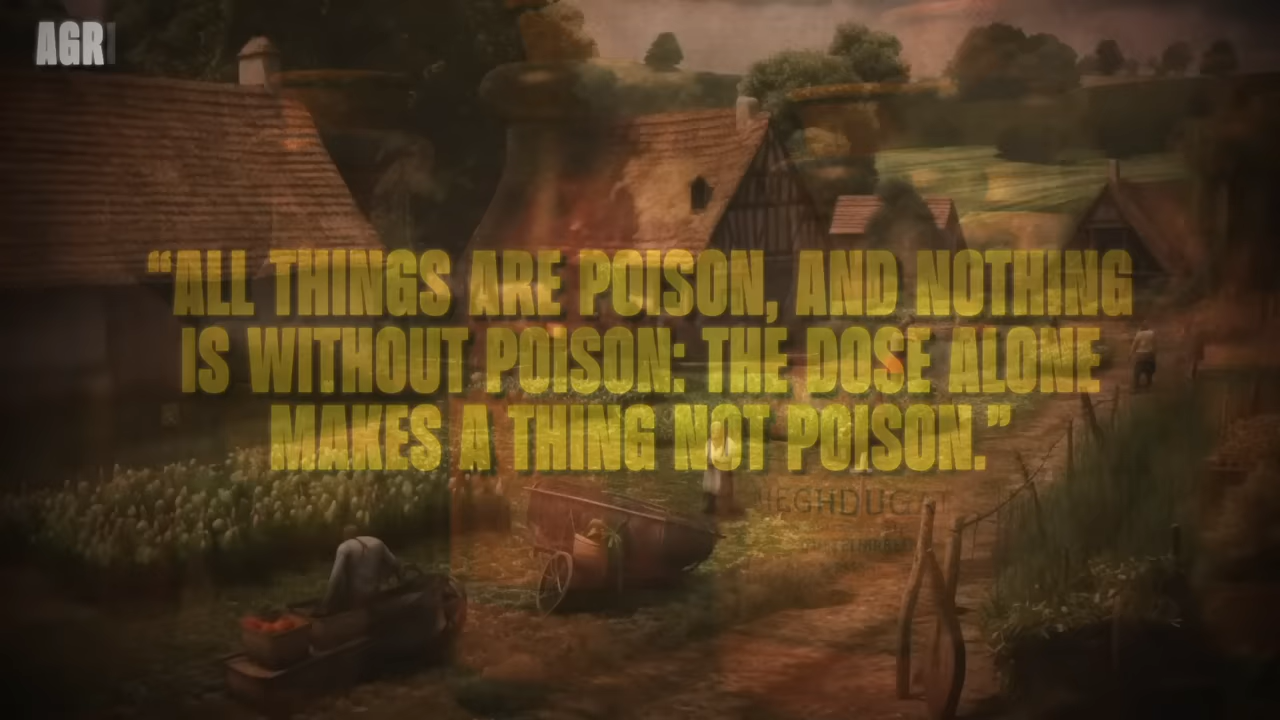 AGRI
“ALL THINGS ARE POISON, AND NOTHING
IS WITHOUT POISON: THE DOSE ALONE
MAKES A THING NOT POISON.”